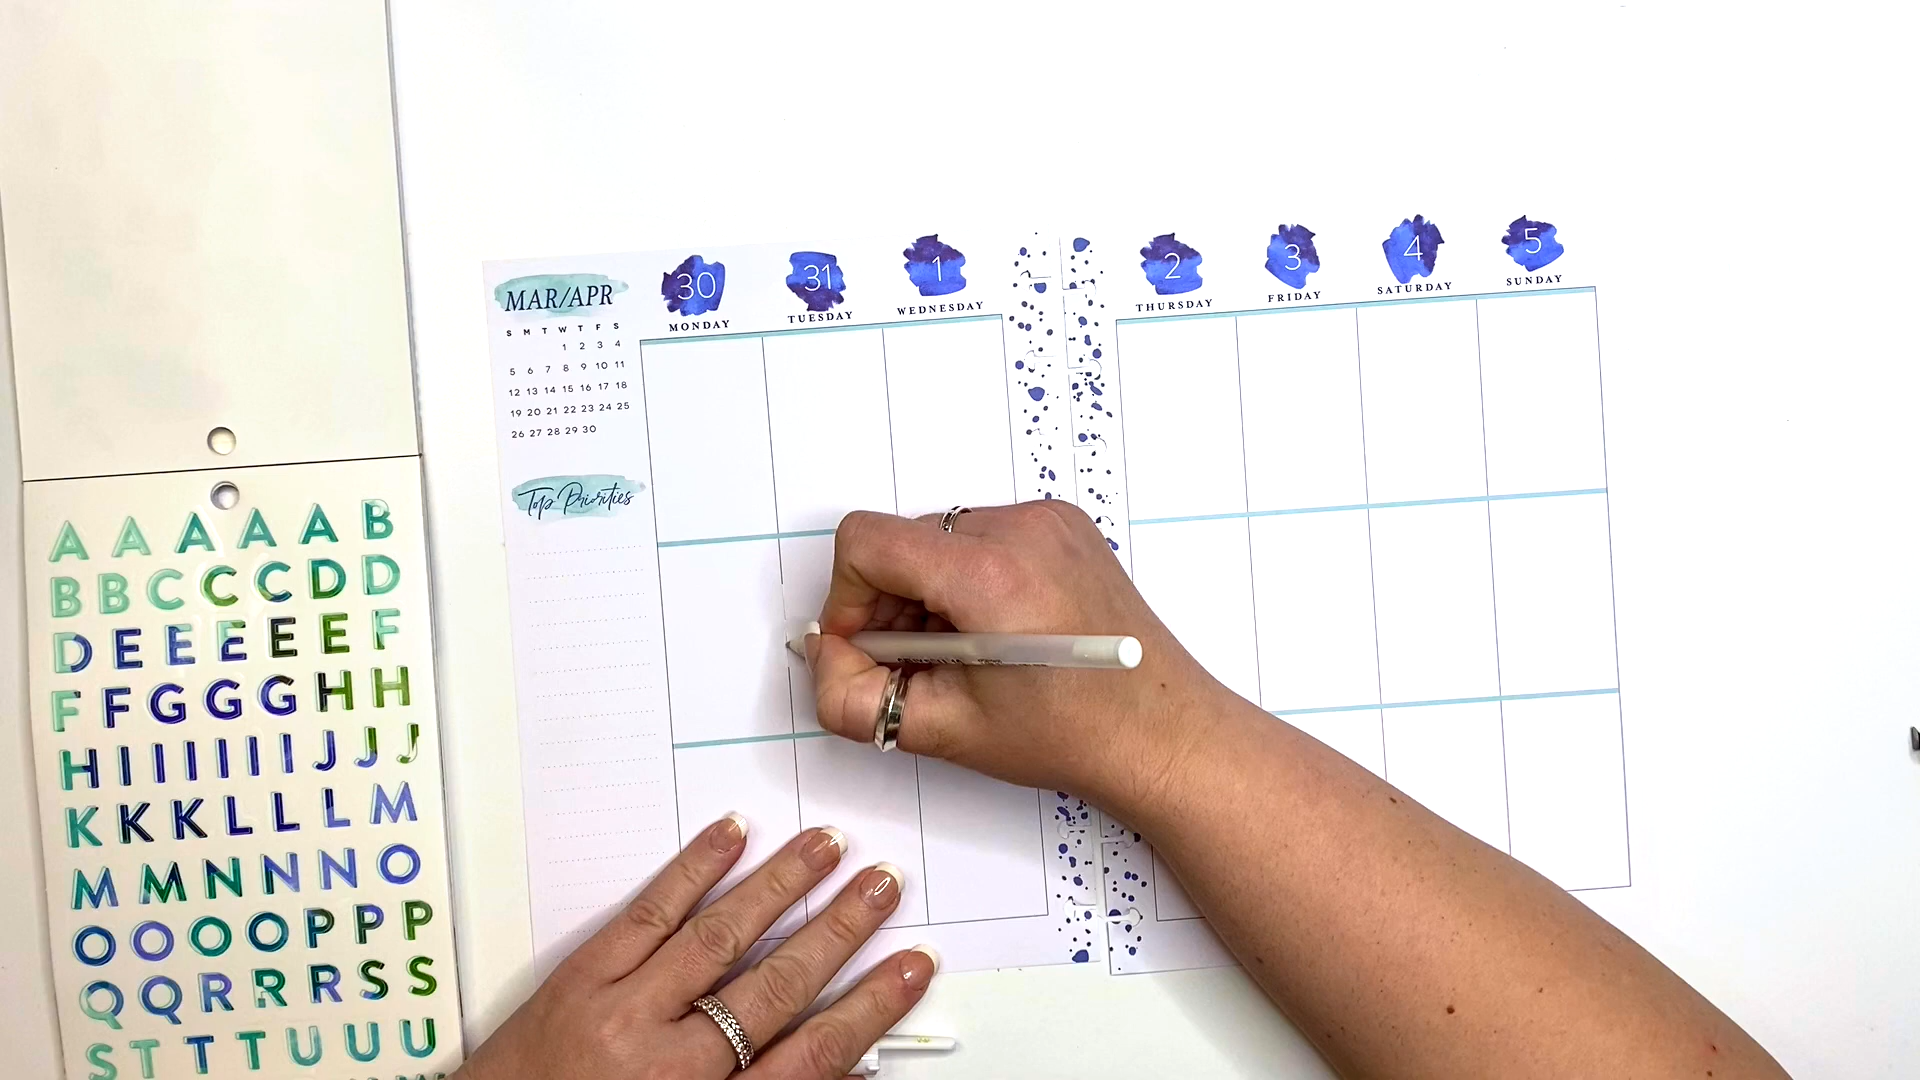 MAR/APR
S M T W T F S
1 2 3 4
5 6 7 8 9 10 11
12 13 14 15 16 17 18
19 20 21 22 23 24 25
26 27 28 29 30
Top Priorities
30
MONDAY
31
TUESDAY
1
WEDNESDAY
2
THURSDAY
3
FRIDAY
4
SATURDAY
5
SUNDAY
A A A A A B
B B C C C D D
D E E E E E F
F F G G G H H
H I I I I I J J J
K K K L L L M
M M N N N N O
O O O O P P P
Q Q R R R S S
S T T T U U U